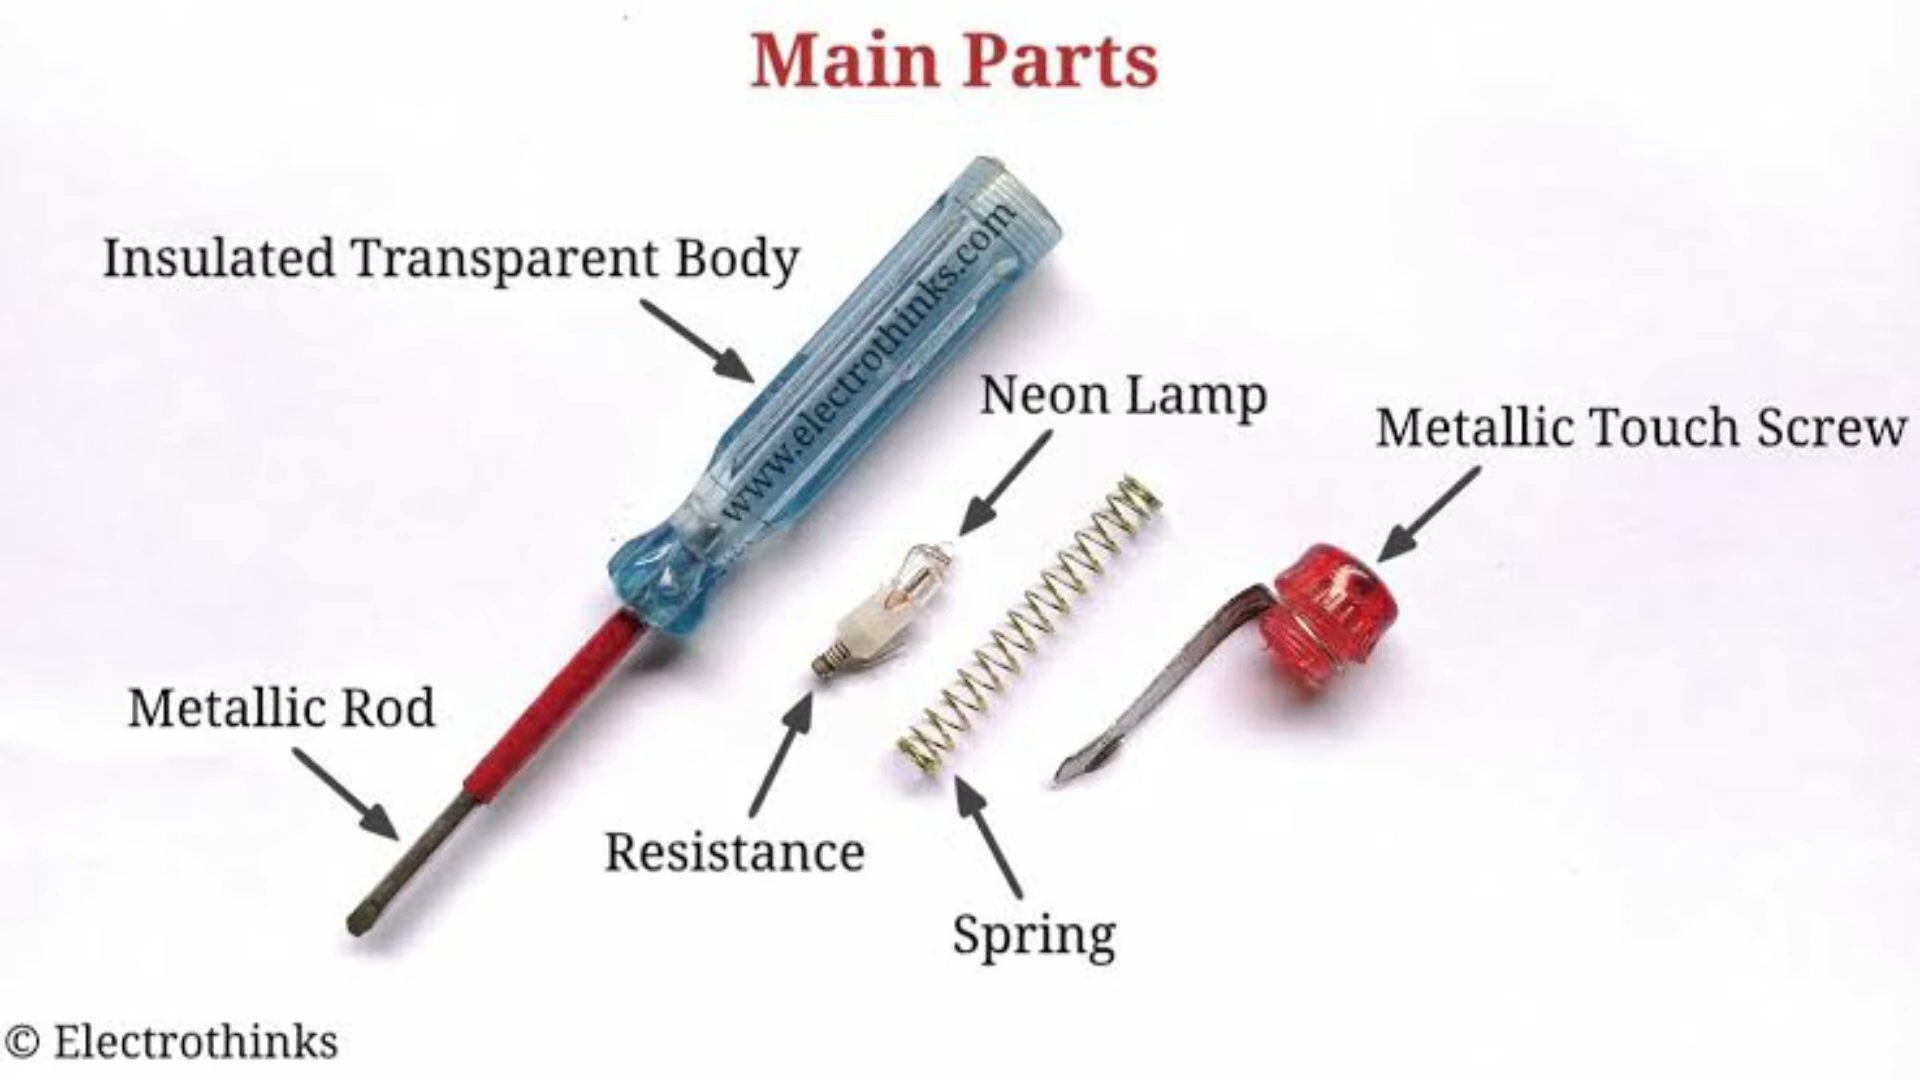 Main Parts
Insulated Transparent Body
www.electrothinks.com
Neon Lamp
Metallic Touch Screw
Metallic Rod
Resistance
Spring
© Electrothinks